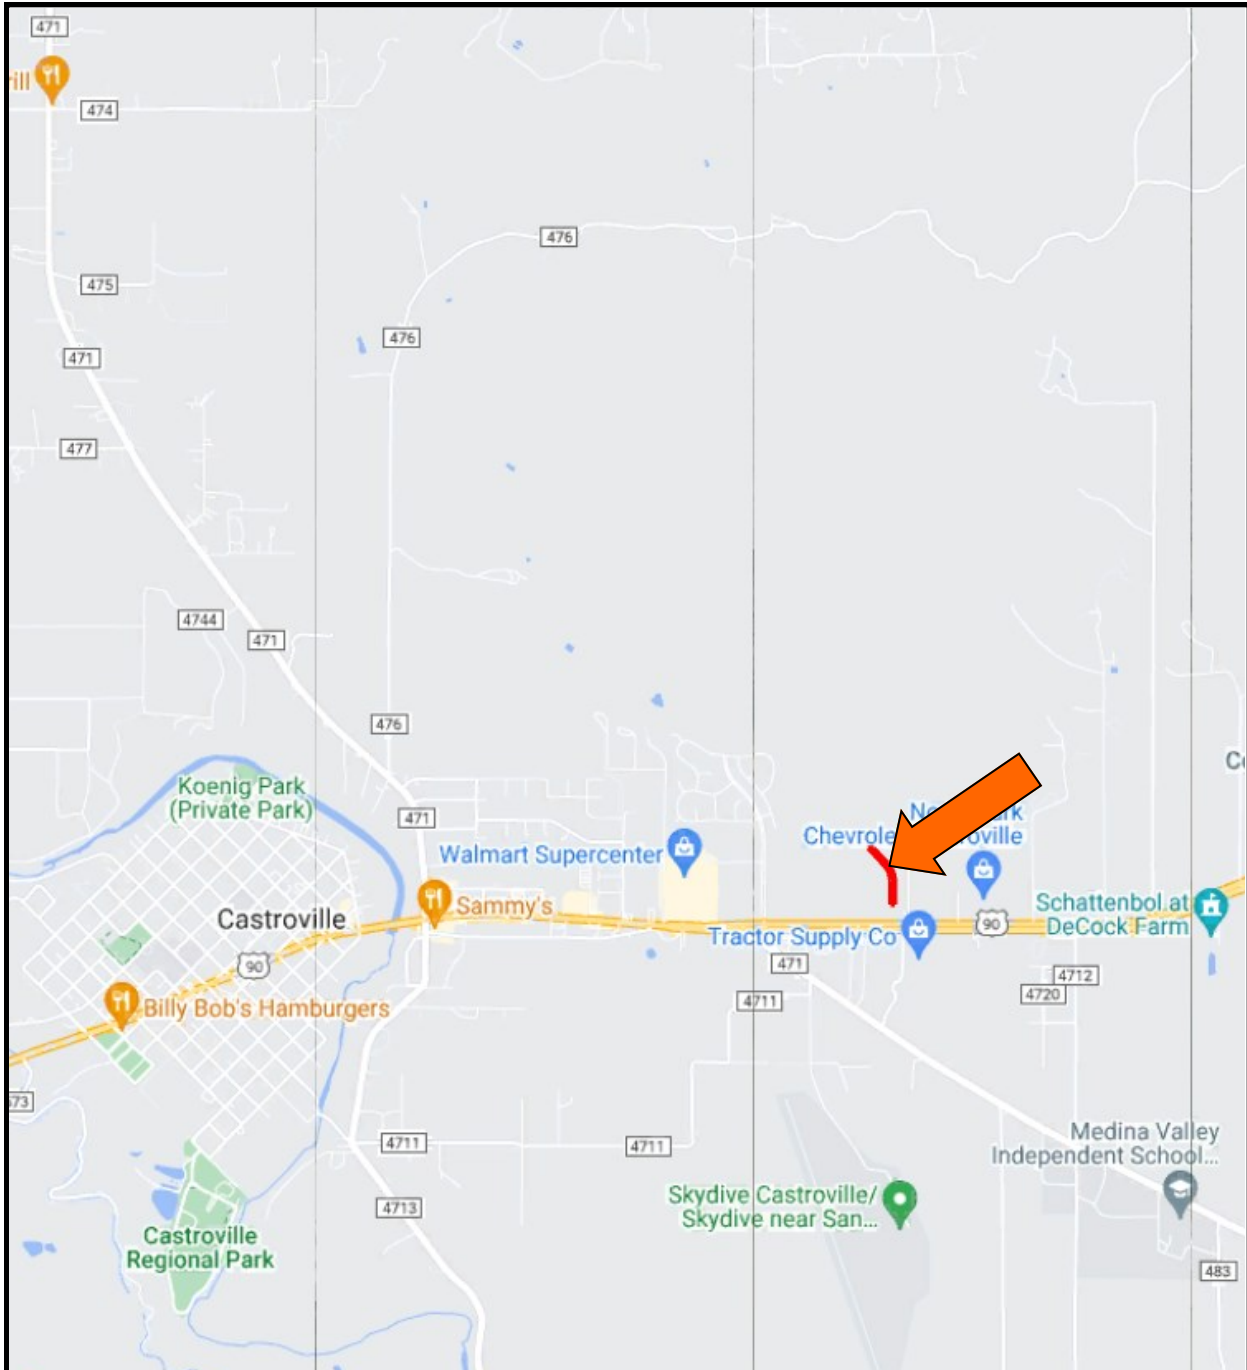 471
ill
474
476
475
476
471
477
4744
471
476
Koenig Park
(Private Park)
471
Walmart Supercenter
Chevrole
Sammy's
Castroville
90
Tractor Supply Co
90
Schattenbol at
DeCock Farm
471
4712
4711
4720
Billy Bob's Hamburgers
73
4711
4711
Medina Valley
Independent School...
Skydive Castroville/
Skydive near San...
4713
Castroville
Regional Park
483